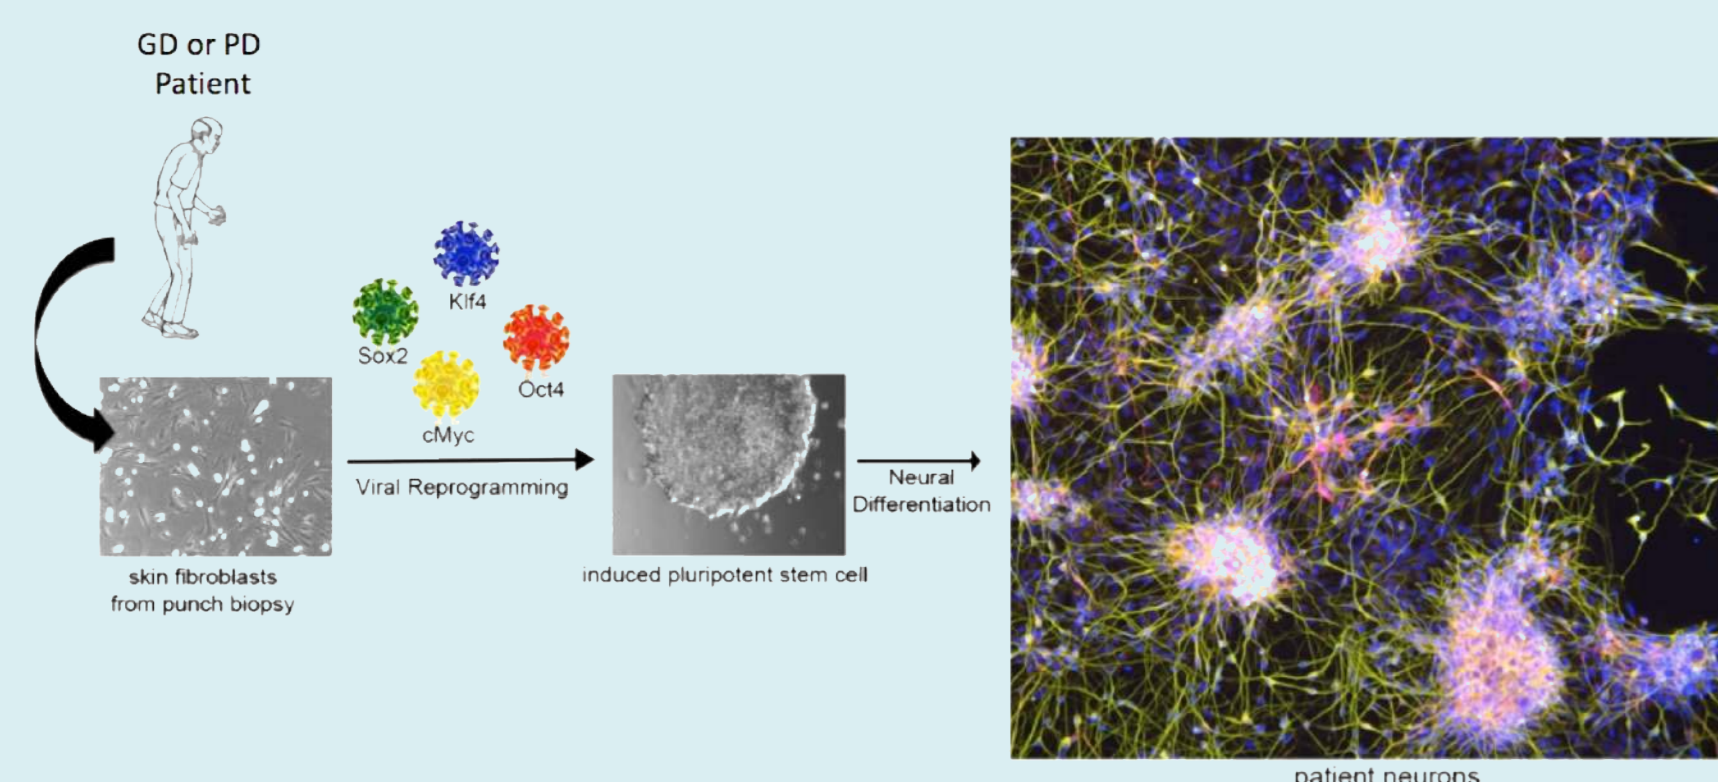 GD or PD
Patient
Klf4
Sox2
Oct4
cMyc
Viral Reprogramming
Neural
Differentiation
skin fibroblasts
from punch biopsy
induced pluripotent stem cell
patient neurons